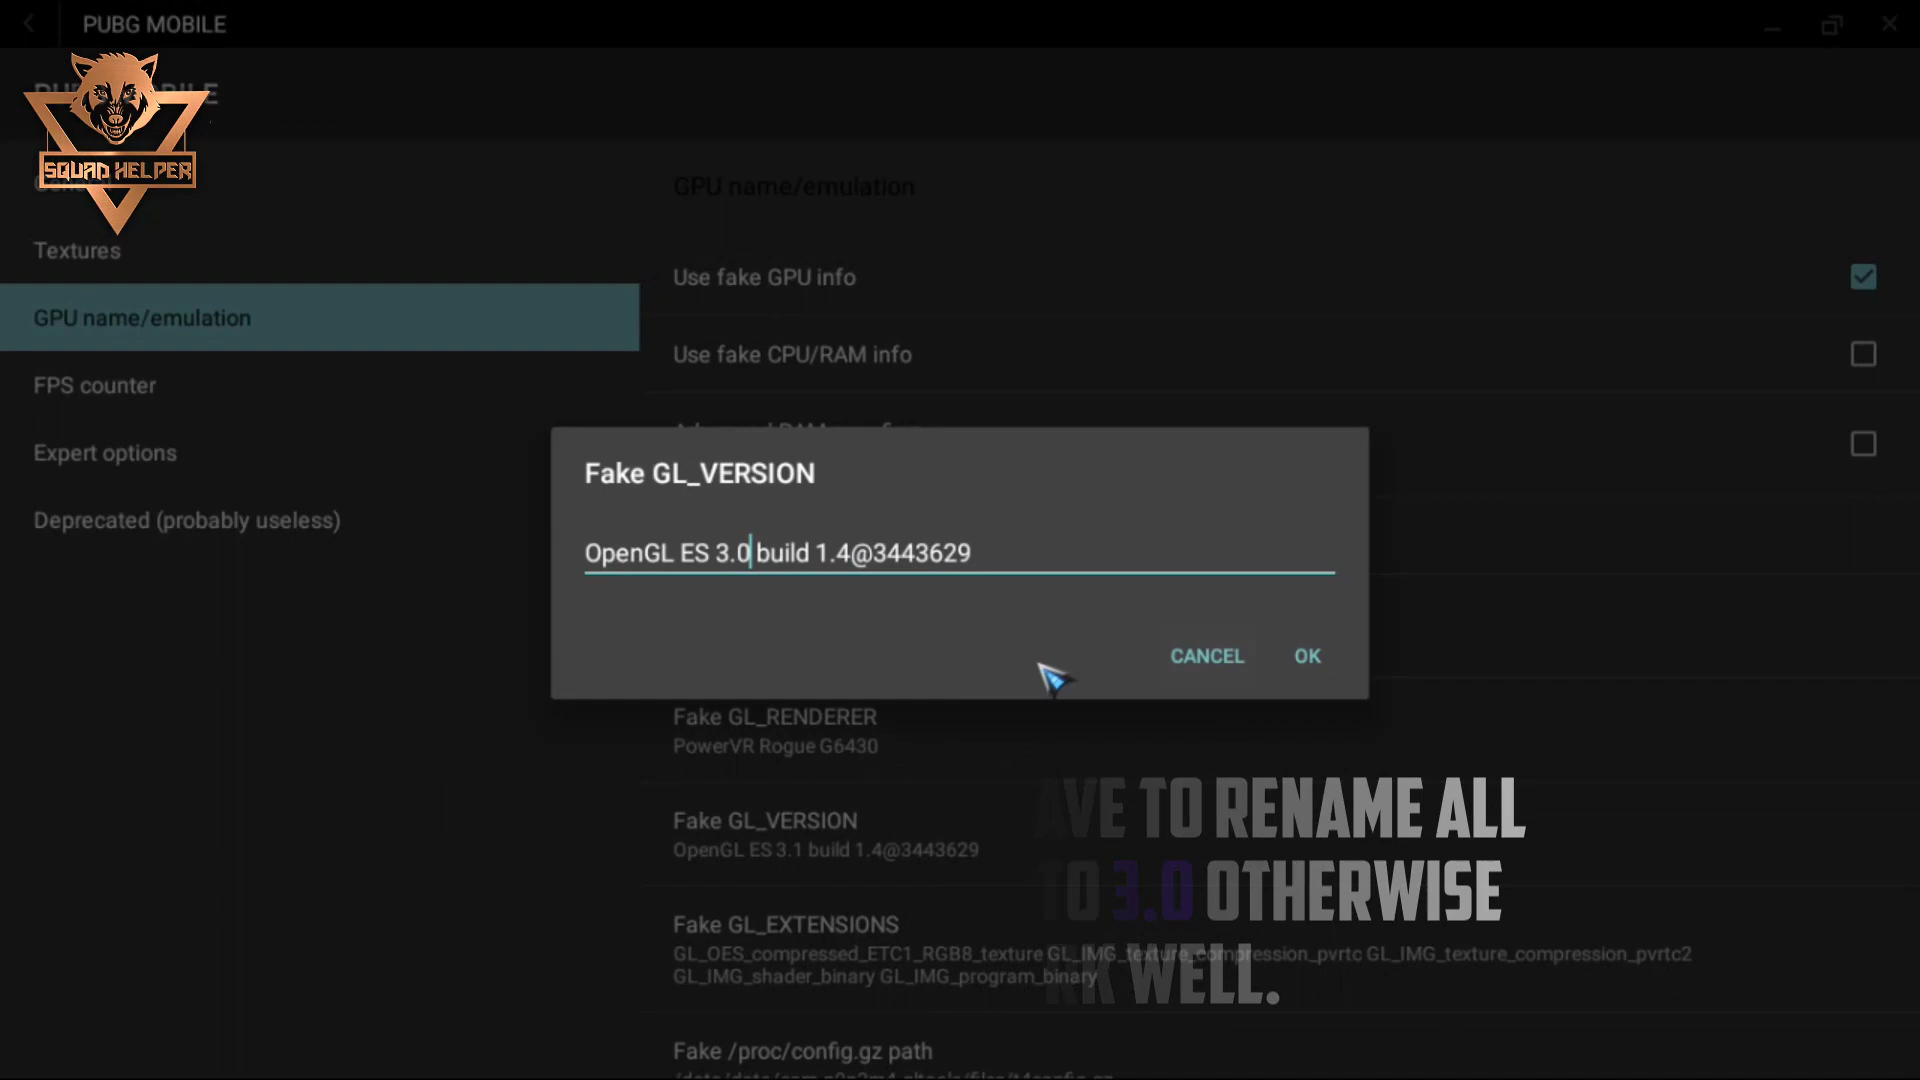 PUBG MOBILE
SQUAD HELPER
Textures
GPU name/emulation
FPS counter
Expert options
Deprecated (probably useless)
GPU name/emulation
Use fake GPU info
Use fake CPU/RAM info
Fake GL_VERSION
OpenGL ES 3.0 build 1.4@3443629
CANCEL
OK
Fake GL_RENDERER
PowerVR Rogue G6430
Fake GL_VERSION
OpenGL ES 3.1 build 1.4@3443629
Fake GL_EXTENSIONS
GL_OES_compressed_ETC1_RGB8_texture GL_IMG_texture_compression_pvrtc GL_IMG_texture_compression_pvrtc2
GL_IMG_shader_binary GL_IMG_program_binary
Fake /proc/config.gz path
AVE TO RENAME ALL
TO 3.0 OTHERWISE
WELL.